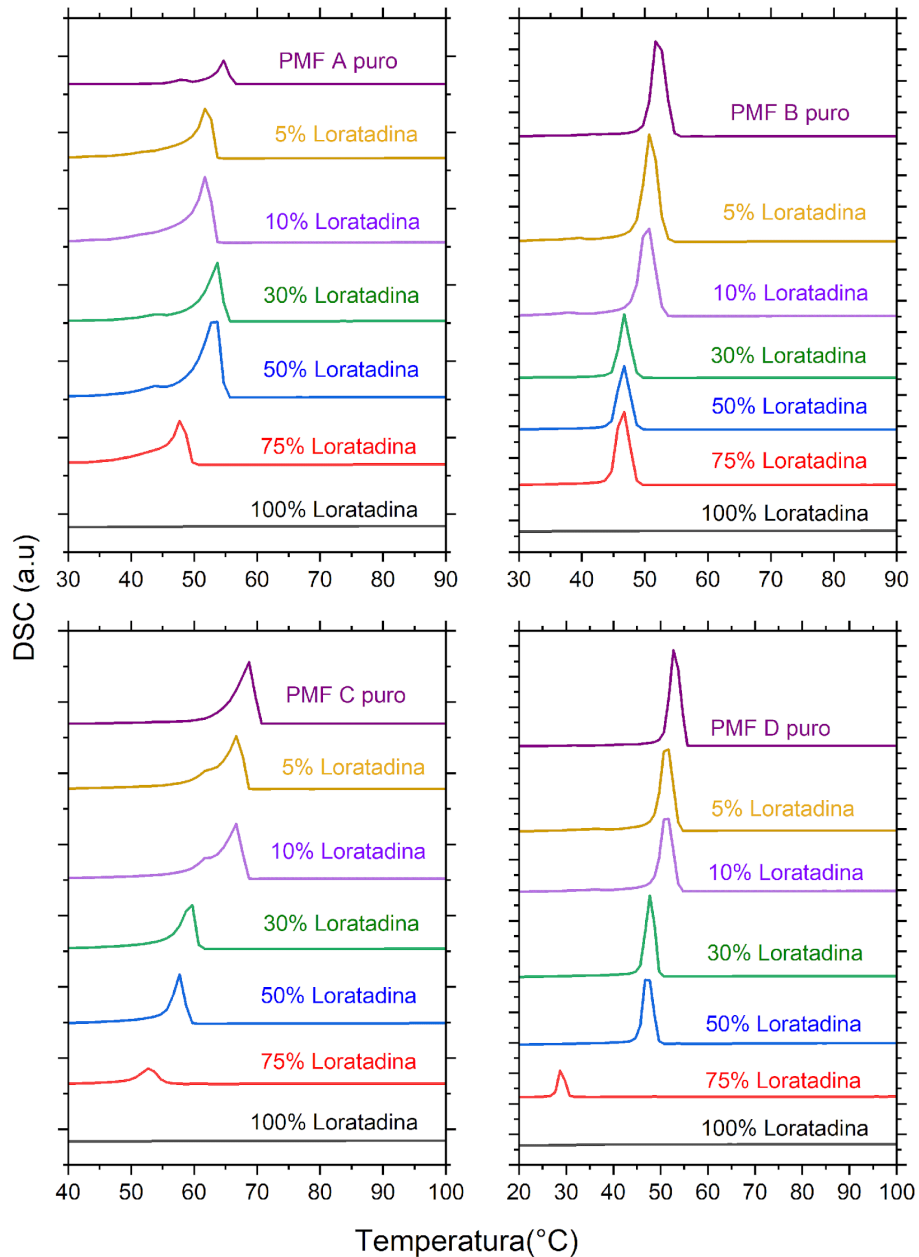 PMF A puro
5% Loratadina
10% Loratadina
30% Loratadina
50% Loratadina
75% Loratadina
100% Loratadina
30 40 50 60 70 80 90
PMF B puro
5% Loratadina
10% Loratadina
30% Loratadina
50% Loratadina
75% Loratadina
100% Loratadina
30 40 50 60 70 80 90
DSC (a.u)
PMF C puro
5% Loratadina
10% Loratadina
30% Loratadina
50% Loratadina
75% Loratadina
100% Loratadina
40 50 60 70 80 90 100
PMF D puro
5% Loratadina
10% Loratadina
30% Loratadina
50% Loratadina
75% Loratadina
100% Loratadina
20 30 40 50 60 70 80 90 100
Temperatura(°C)